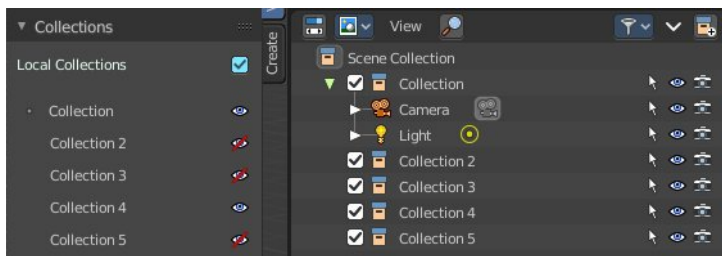 Collections
Local Collections
Collection
Collection 2
Collection 3
Collection 4
Collection 5
Create
View
Scene Collection
Collection
Camera
Light
Collection 2
Collection 3
Collection 4
Collection 5